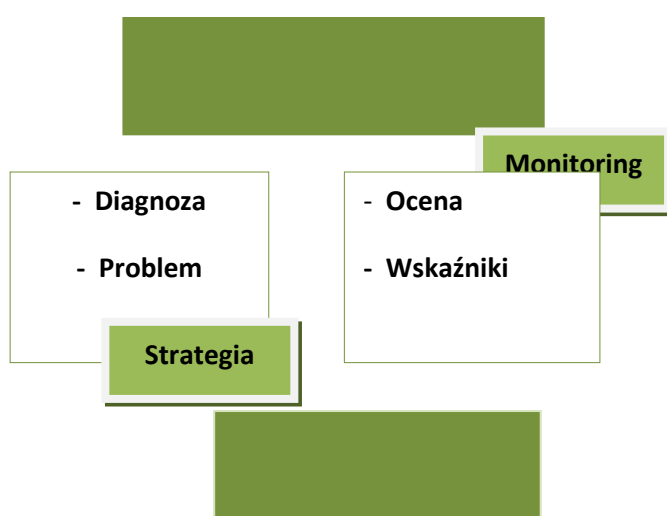 Monitoring
- Diagnoza
- Problem
- Ocena
- Wskaźniki
Strategia